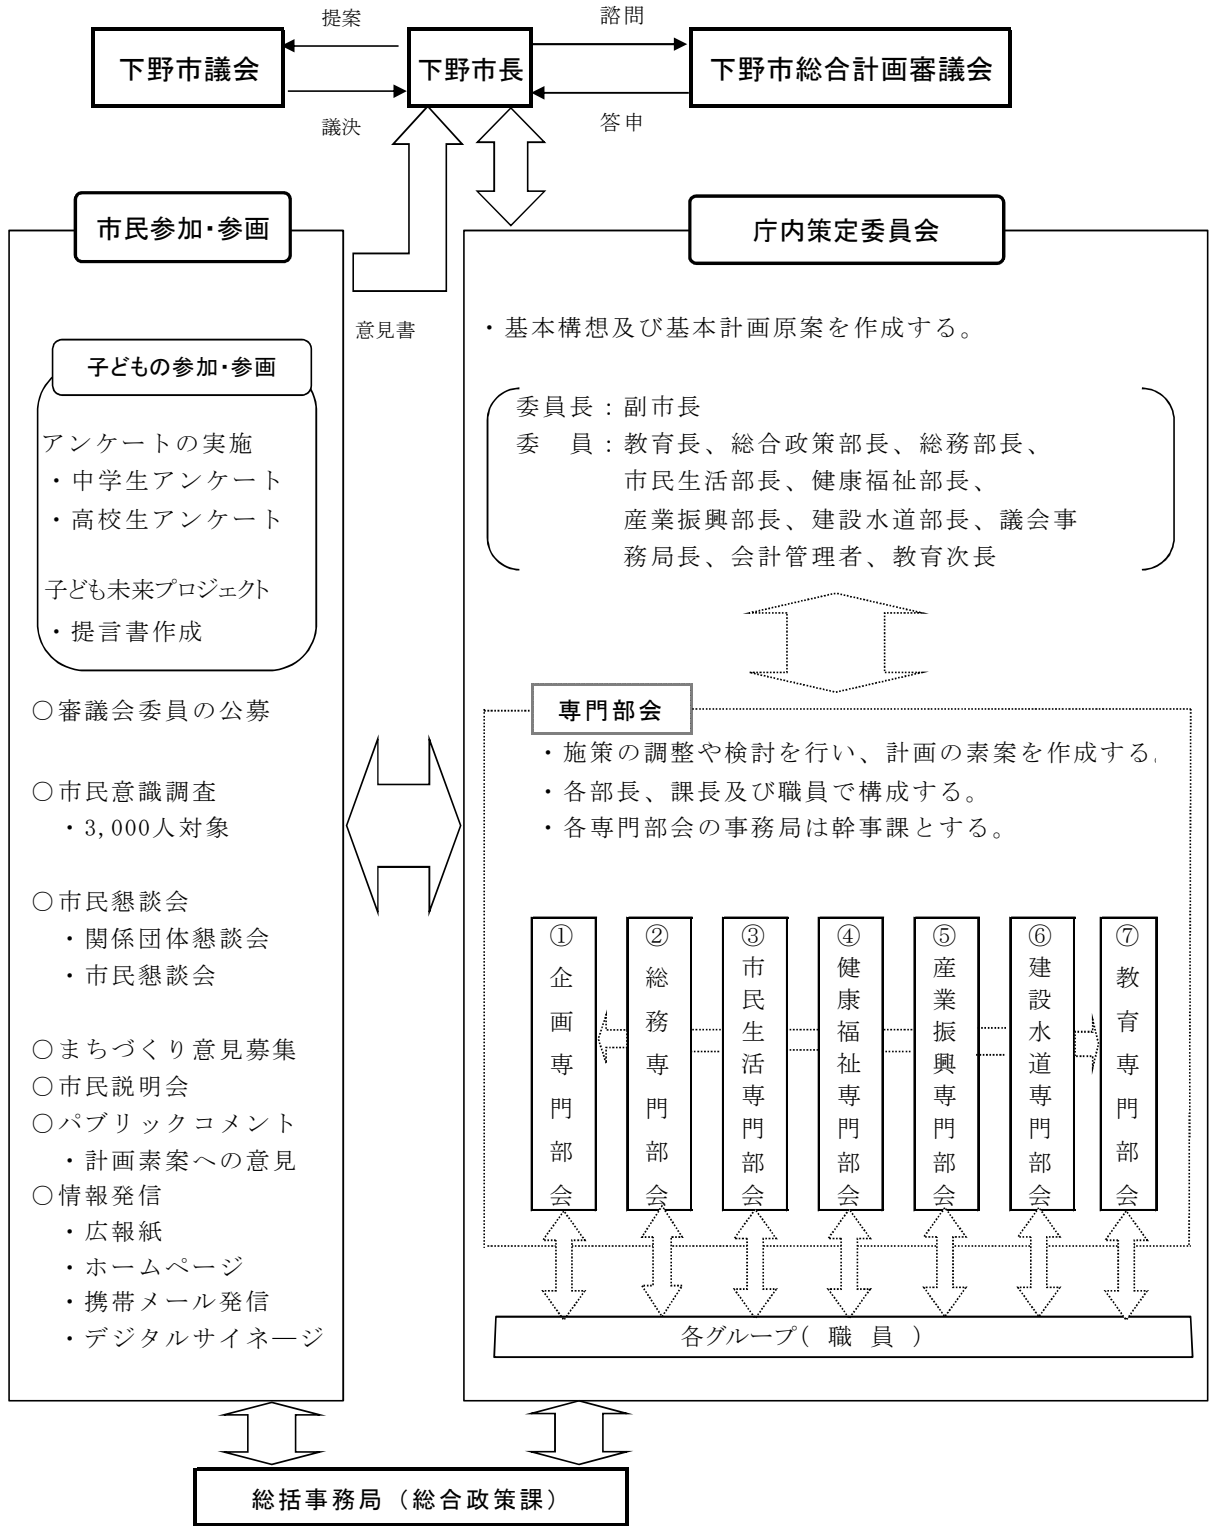 提案
諮問
下野市議会
下野市長
下野市総合計画審議会
議決
答申
市民参加・参画
庁内策定委員会
意見書
子どもの参加・参画
アンケートの実施
・中学生アンケート
・高校生アンケート
子ども未来プロジェクト
・提言書作成
○審議会委員の公募
○市民意識調査
・3,000人対象
○市民懇談会
・関係団体懇談会
・市民懇談会
○まちづくり意見募集
○市民説明会
○パブリックコメント
・計画素案への意見
○情報発信
・広報紙
・ホームページ
・携帯メール発信
・デジタルサイネ―ジ
・基本構想及び基本計画原案を作成する。
委員長：副市長
委　員：教育長、総合政策部長、総務部長、
市民生活部長、健康福祉部長、
産業振興部長、建設水道部長、議会事
務局長、会計管理者、教育次長
専門部会
・施策の調整や検討を行い、計画の素案を作成する。
・各部長、課長及び職員で構成する。
・各専門部会の事務局は幹事課とする。
①企画専門部会
②総務専門部会
③市民生活専門部会
④健康福祉専門部会
⑤産業振興専門部会
⑥建設水道専門部会
⑦教育専門部会
各グループ（　職　員　）
総括事務局（総合政策課）